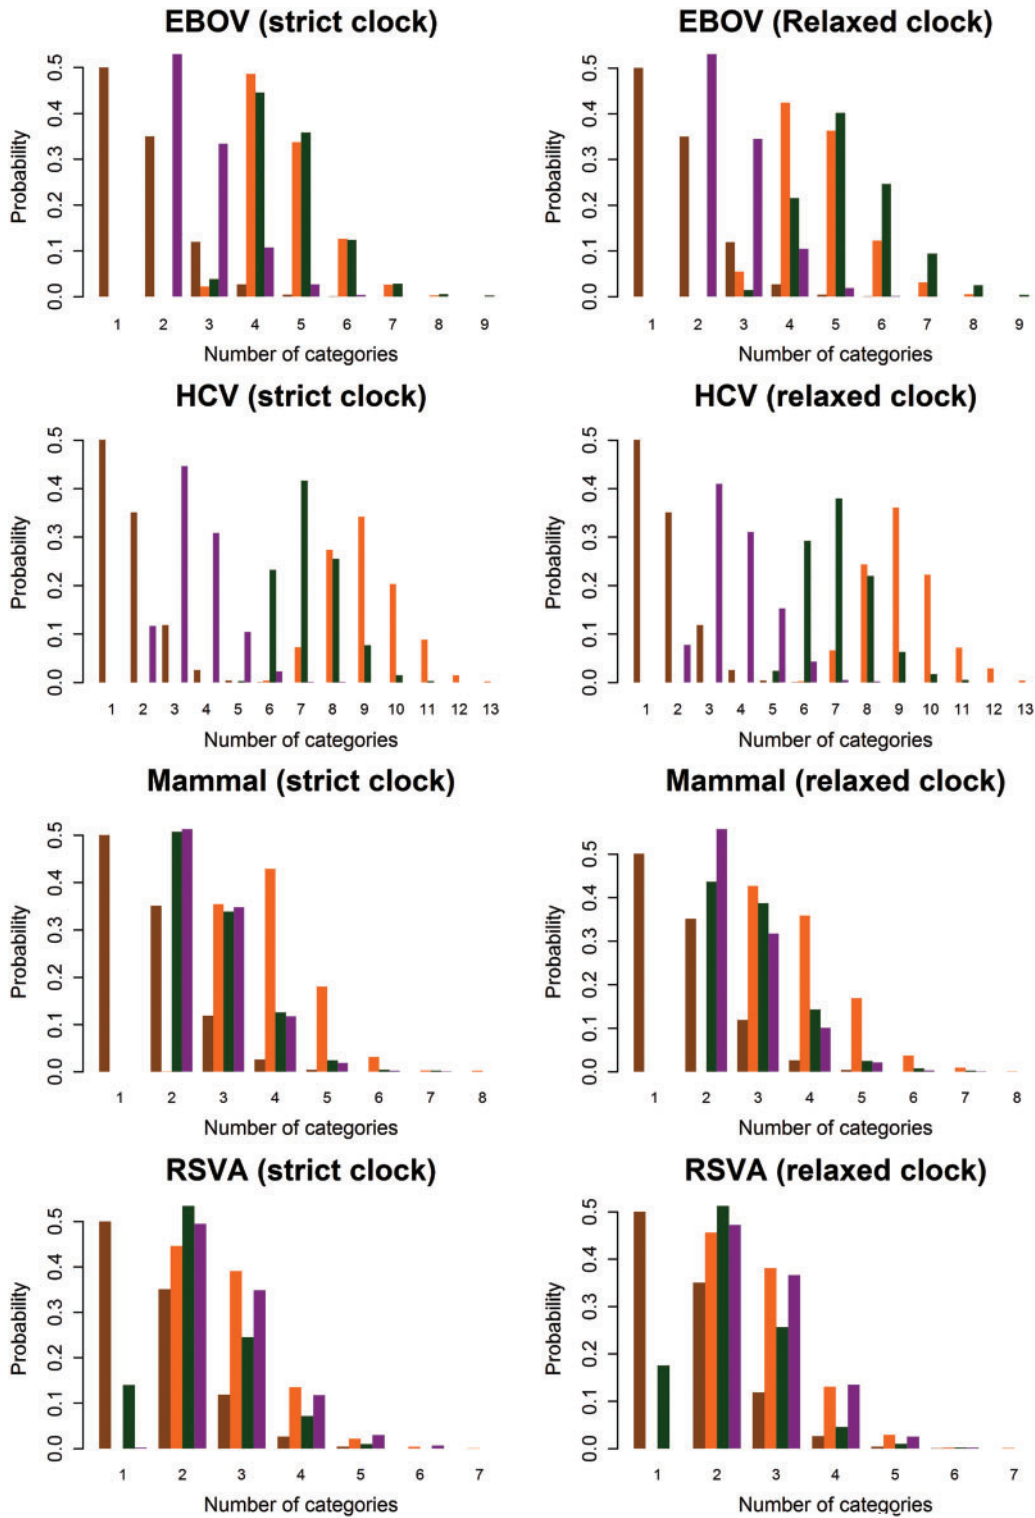 EBOV (strict clock)
Probability
0.0 0.1 0.2 0.3 0.4 0.5
1 2 3 4 5 6 7 8 9
Number of categories
EBOV (Relaxed clock)
Probability
0.0 0.1 0.2 0.3 0.4 0.5
1 2 3 4 5 6 7 8 9
Number of categories
HCV (strict clock)
Probability
0.0 0.1 0.2 0.3 0.4 0.5
1 2 3 4 5 6 7 8 9 10 11 12 13
Number of categories
HCV (relaxed clock)
Probability
0.0 0.1 0.2 0.3 0.4 0.5
1 2 3 4 5 6 7 8 9 10 11 12 13
Number of categories
Mammal (strict clock)
Probability
0.0 0.1 0.2 0.3 0.4 0.5
1 2 3 4 5 6 7 8
Number of categories
Mammal (relaxed clock)
Probability
0.0 0.1 0.2 0.3 0.4 0.5
1 2 3 4 5 6 7 8
Number of categories
RSVA (strict clock)
Probability
0.0 0.1 0.2 0.3 0.4 0.5
1 2 3 4 5 6 7
Number of categories
RSVA (relaxed clock)
Probability
0.0 0.1 0.2 0.3 0.4 0.5
1 2 3 4 5 6 7
Number of categories